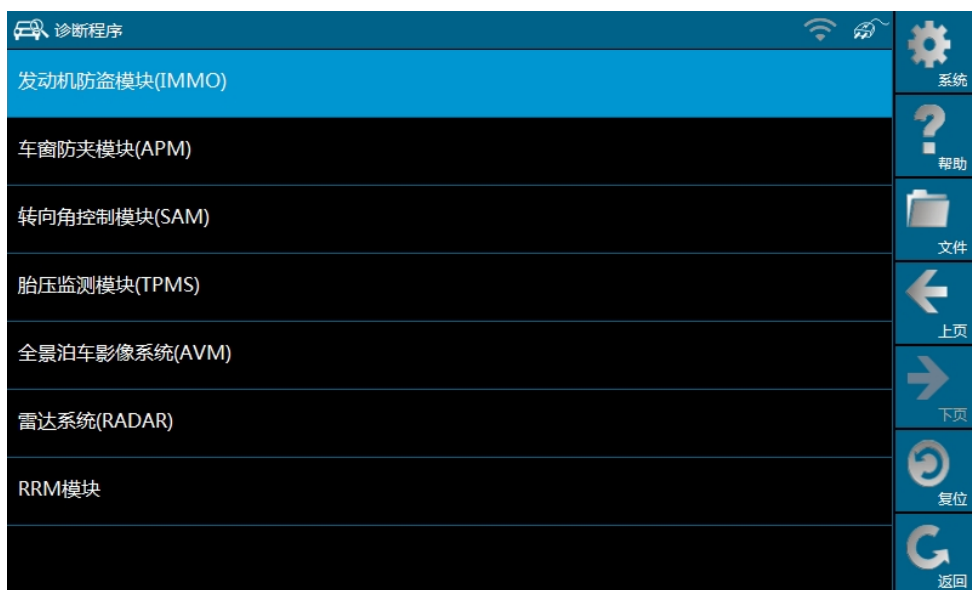 诊断程序
发动机防盗模块(IMMO)
车窗防夹模块(APM)
转向角控制模块(SAM)
胎压监测模块(TPMS)
全景泊车影像系统(AVM)
雷达系统(RADAR)
RRM模块
系统
帮助
文件
上页
下页
复位
返回